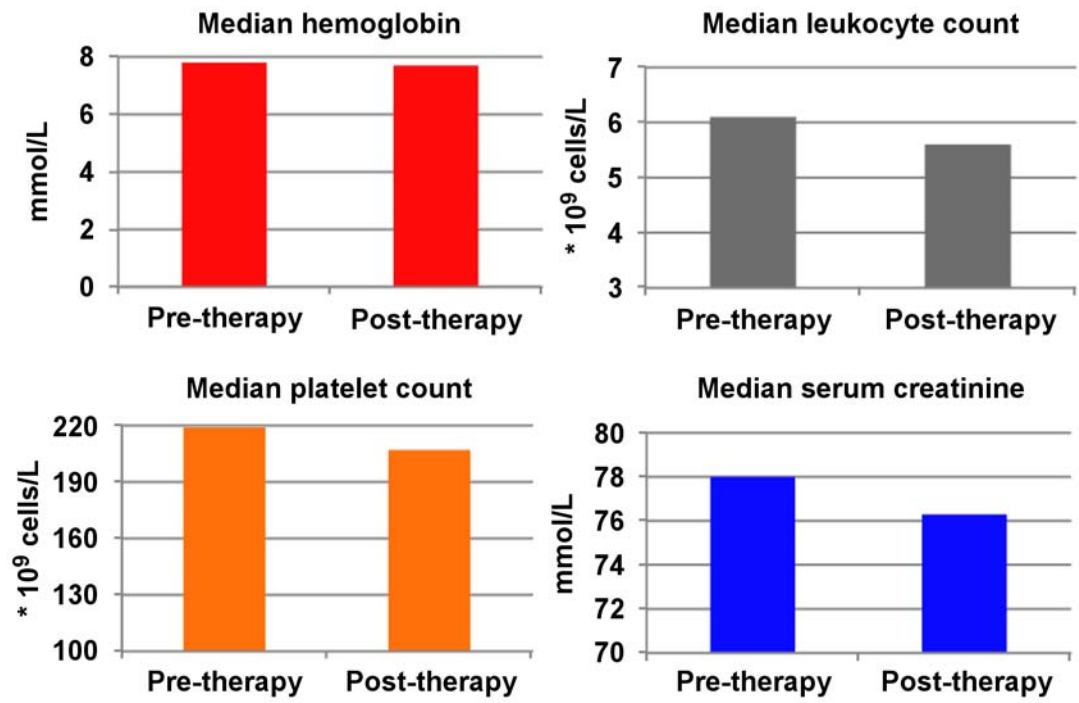 Median hemoglobin
8
6
4
2
0
mmol/L
Pre-therapy
Post-therapy
Median leukocyte count
7
6
5
4
3
* 10⁹ cells/L
Pre-therapy
Post-therapy
Median platelet count
220
190
160
130
100
* 10⁹ cells/L
Pre-therapy
Post-therapy
Median serum creatinine
80
78
76
74
72
70
mmol/L
Pre-therapy
Post-therapy